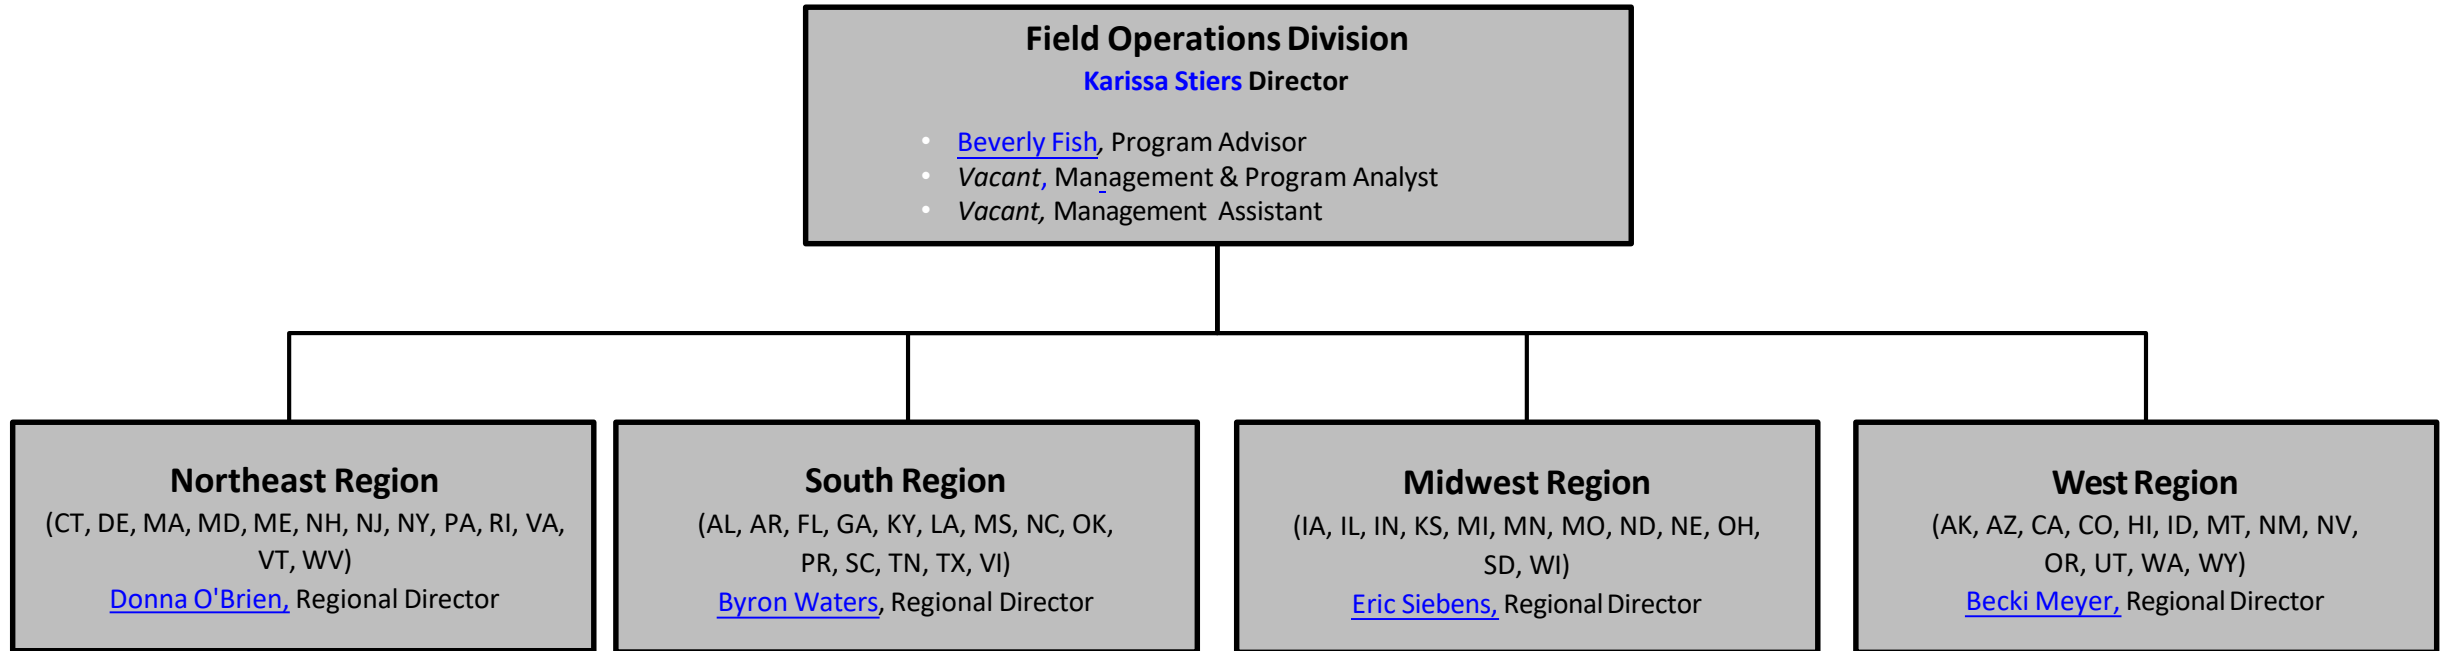 Field Operations Division
Karissa Stiers Director
• Beverly Fish, Program Advisor
• Vacant, Management & Program Analyst
• Vacant, Management Assistant
Northeast Region
(CT, DE, MA, MD, ME, NH, NJ, NY, PA, RI, VA,
VT, WV)
Donna O'Brien, Regional Director
South Region
(AL, AR, FL, GA, KY, LA, MS, NC, OK,
PR, SC, TN, TX, VI)
Byron Waters, Regional Director
Midwest Region
(IA, IL, IN, KS, MI, MN, MO, ND, NE, OH,
SD, WI)
Eric Siebens, Regional Director
West Region
(AK, AZ, CA, CO, HI, ID, MT, NM, NV,
OR, UT, WA, WY)
Becki Meyer, Regional Director